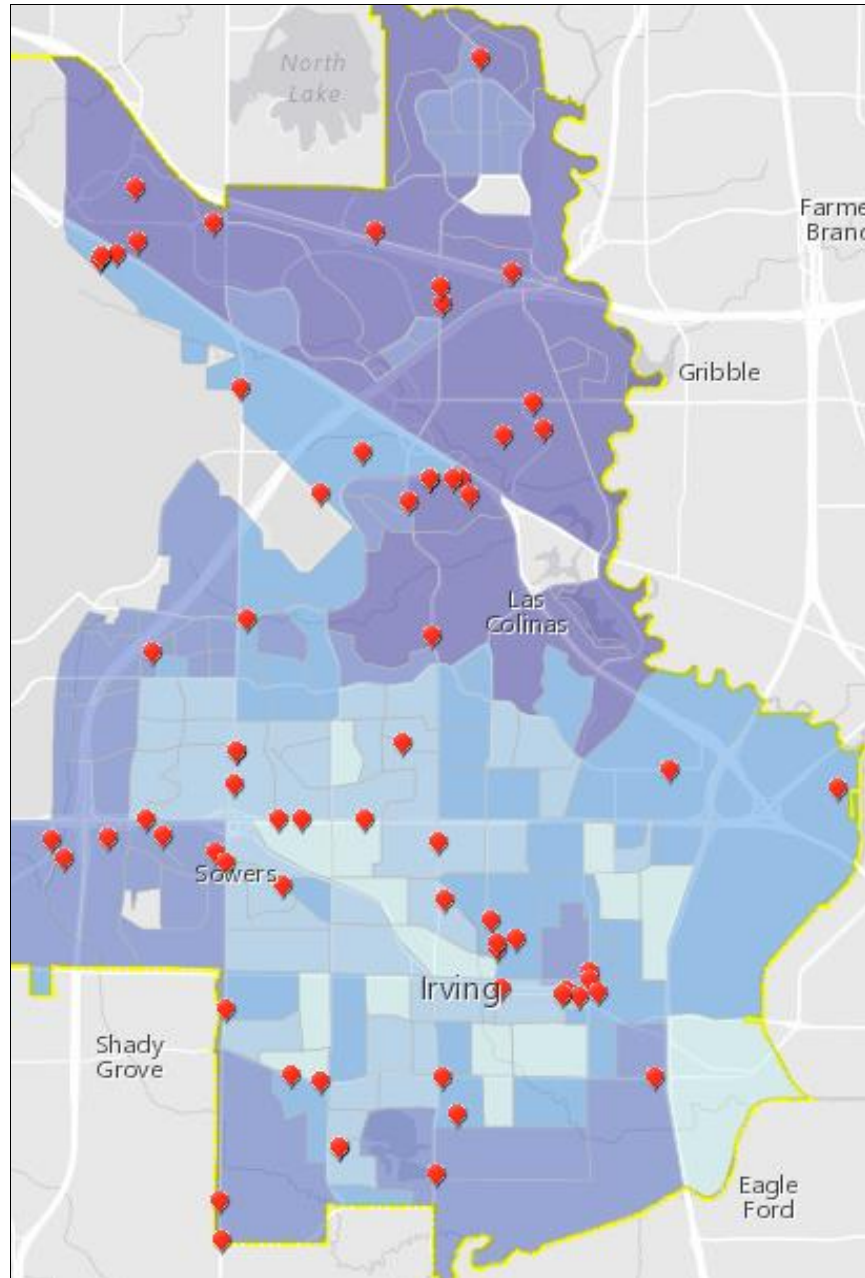 North
Lake
Farme
Branc
Gribble
Las
Colinas
Sowers
Irving
Shady
Grove
Eagle
Ford